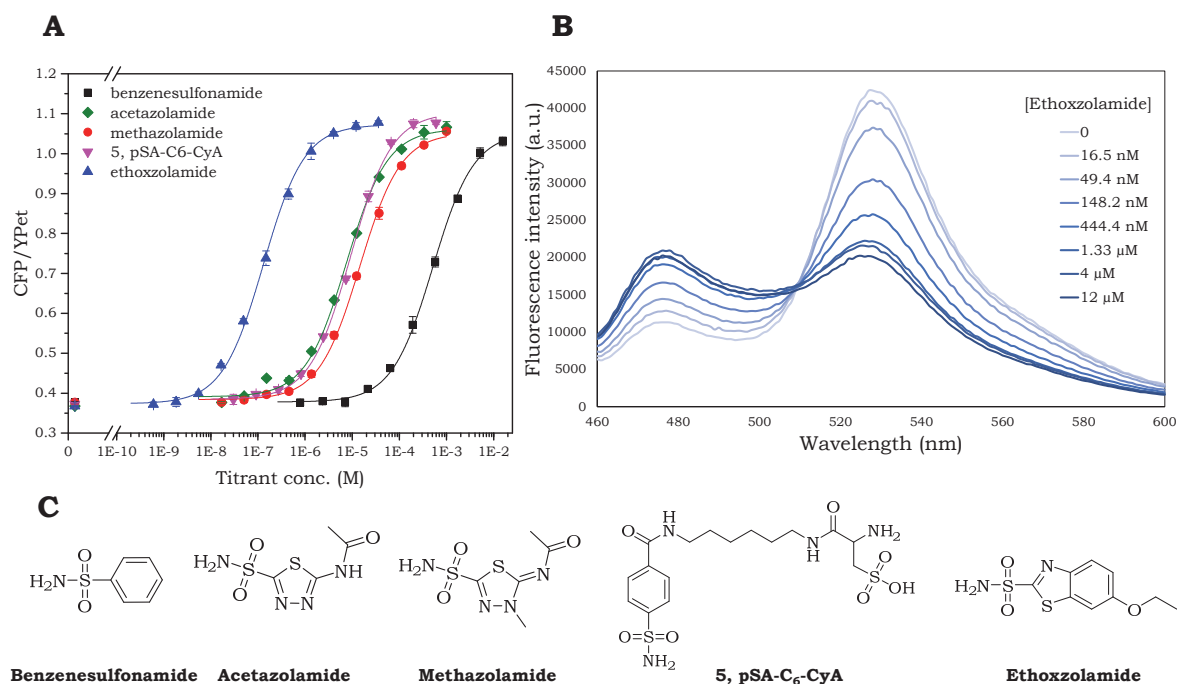 A
B
1.2
1.1
1.0
0.9
0.8
0.7
0.6
0.5
0.4
0.3
CFP/YPet
benzenesulfonamide
acetazolamide
methazolamide
5, pSA-C6-CyA
ethoxzolamide
0 1E-10 1E-9 1E-8 1E-7 1E-6 1E-5 1E-4 1E-3 1E-2
Titrant conc. (M)
45000
40000
35000
30000
25000
20000
15000
10000
5000
0
Fluorescence intensity (a.u.)
[Ethoxzolamide]
0
16.5 nM
49.4 nM
148.2 nM
444.4 nM
1.33 µM
4 µM
12 µM
460 480 500 520 540 560 580 600
Wavelength (nm)
C
H2N
O
S
O
H2N
O
S
O
S
N
N
NH
O
H2N
O
S
O
S
N
N
N
O
O
H
N
N
H
O
NH2
O
S
O
OH
O=S=O
NH2
H2N
O
S
O
N
S
O
Benzenesulfonamide
Acetazolamide
Methazolamide
5, pSA-C6-CyA
Ethoxzolamide